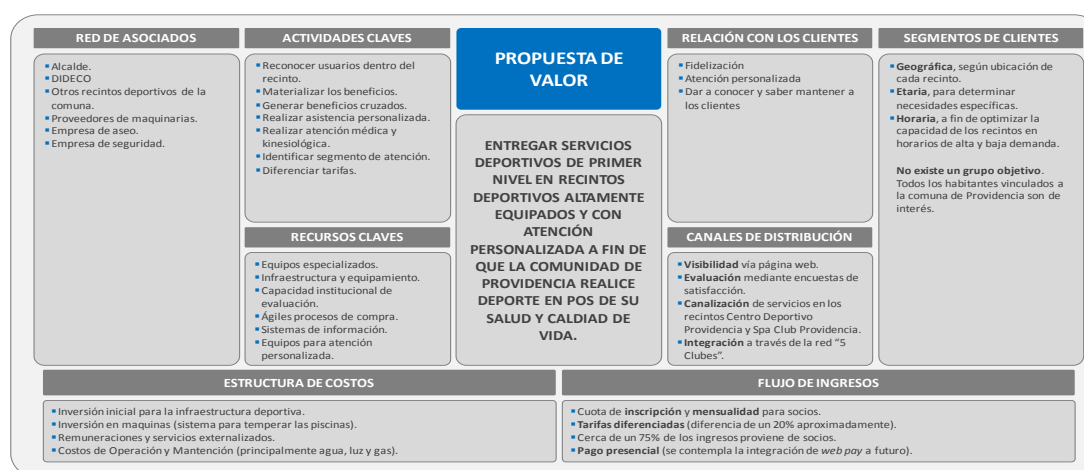 RED DE ASOCIADOS
Alcalde.
DIDECO
Otros recintos deportivos de la
comuna.
Proveedores de maquinarias.
Empresa de aseo.
Empresa de seguridad.
ACTIVIDADES CLAVES
Reconocer usuarios dentro del
recinto.
Materializar los beneficios.
Generar beneficios cruzados.
Realizar asistencia personalizada.
Realizar atención médica y
kinesiológica.
Identificar segmento de atención.
Diferenciar tarifas.
RECURSOS CLAVES
Equipos especializados.
Infraestructura y equipamiento.
Capacidad institucional de
evaluación.
Ágiles procesos de compra.
Sistemas de información.
Equipos para atención
personalizada.
PROPUESTA DE
VALOR
ENTREGAR SERVICIOS
DEPORTIVOS DE PRIMER
NIVEL EN RECINTOS
DEPORTIVOS ALTAMENTE
EQUIPADOS Y CON
ATENCIÓN
PERSONALIZADA A FIN DE
QUE LA COMUNIDAD DE
PROVIDENCIA REALICE
DEPORTE EN POS DE SU
SALUD Y CALDIAD DE
VIDA.
RELACIÓN CON LOS CLIENTES
Fidelización
Atención personalizada
Dar a conocer y saber mantener a
los clientes
CANALES DE DISTRIBUCIÓN
Visibilidad vía página web.
Evaluación mediante encuestas de
satisfacción.
Canalización de servicios en los
recintos Centro Deportivo
Providencia y Spa Club Providencia.
Integración a través de la red “5
Clubes”.
SEGMENTOS DE CLIENTES
Geográfica, según ubicación de
cada recinto.
Etaria, para determinar
necesidades específicas.
Horaria, a fin de optimizar la
capacidad de los recintos en
horarios de alta y baja demanda.
No existe un grupo objetivo.
Todos los habitantes vinculados a
la comuna de Providencia son de
interés.
ESTRUCTURA DE COSTOS
Inversión inicial para la infraestructura deportiva.
Inversión en maquinas (sistema para temperar las piscinas).
Remuneraciones y servicios externalizados.
Costos de Operación y Mantención (principalmente agua, luz y gas).
FLUJO DE INGRESOS
Cuota de inscripción y mensualidad para socios.
Tarifas diferenciadas (diferencia de un 20% aproximadamente).
Cerca de un 75% de los ingresos proviene de socios.
Pago presencial (se contempla la integración de web pay a futuro).